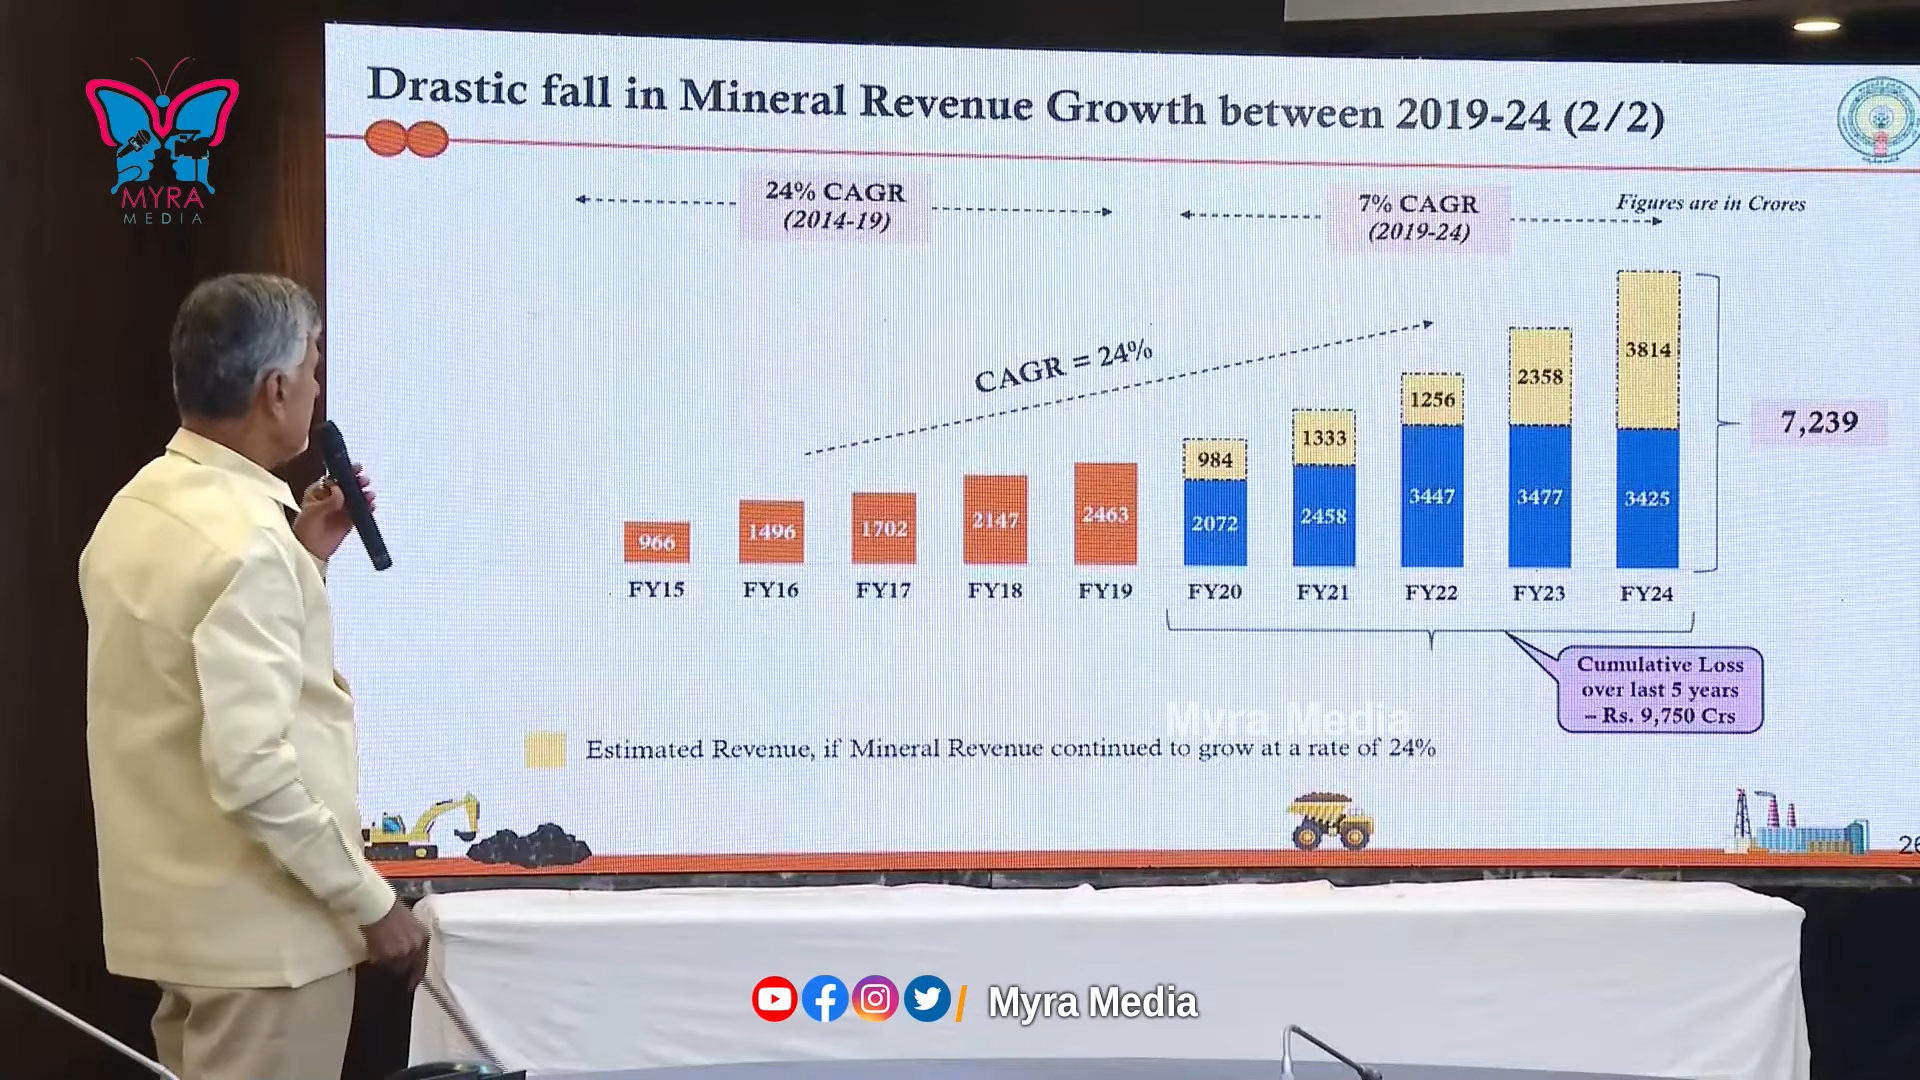 MYRA
MEDIA
Drastic fall in Mineral Revenue Growth between 2019-24 (2/2)
24% CAGR
(2014-19)
7% CAGR
(2019-24)
Figures are in Crores
CAGR = 24%
966
1496
1702
2147
2463
984
2072
1333
2458
1256
3447
2358
3477
3814
3425
7,239
FY15 FY16 FY17 FY18 FY19 FY20 FY21 FY22 FY23 FY24
Cumulative Loss
over last 5 years
– Rs. 9,750 Crs
Myra Media
Estimated Revenue, if Mineral Revenue continued to grow at a rate of 24%
Myra Media